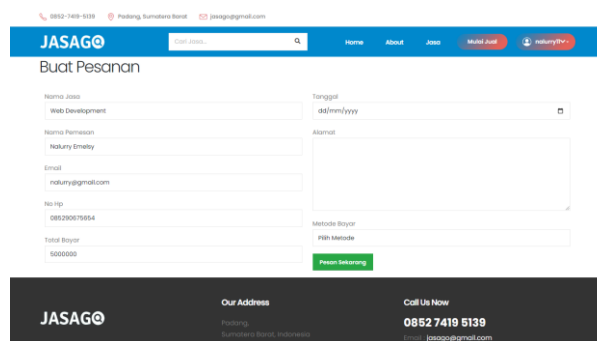 0852-7419-5139 Padang, Sumatera Barat jasago@gmail.com
JASAGO Cari Jasa... Home About Jasa Mulai Jual nalurry11
Buat Pesanan
Nama Jasa
Web Development
Nama Pemesan
Nalurry Emelsy
Email
nalurry@gmail.com
No Hp
085290675654
Total Bayar
5000000
Tanggal
dd/mm/yyyy
Alamat
Metode Bayar
Pilih Metode
Pesan Sekarang
JASAGO
Our Address
Padang,
Sumatera Barat, Indonesia
Call Us Now
0852 7419 5139
Email : jasago@gmail.com